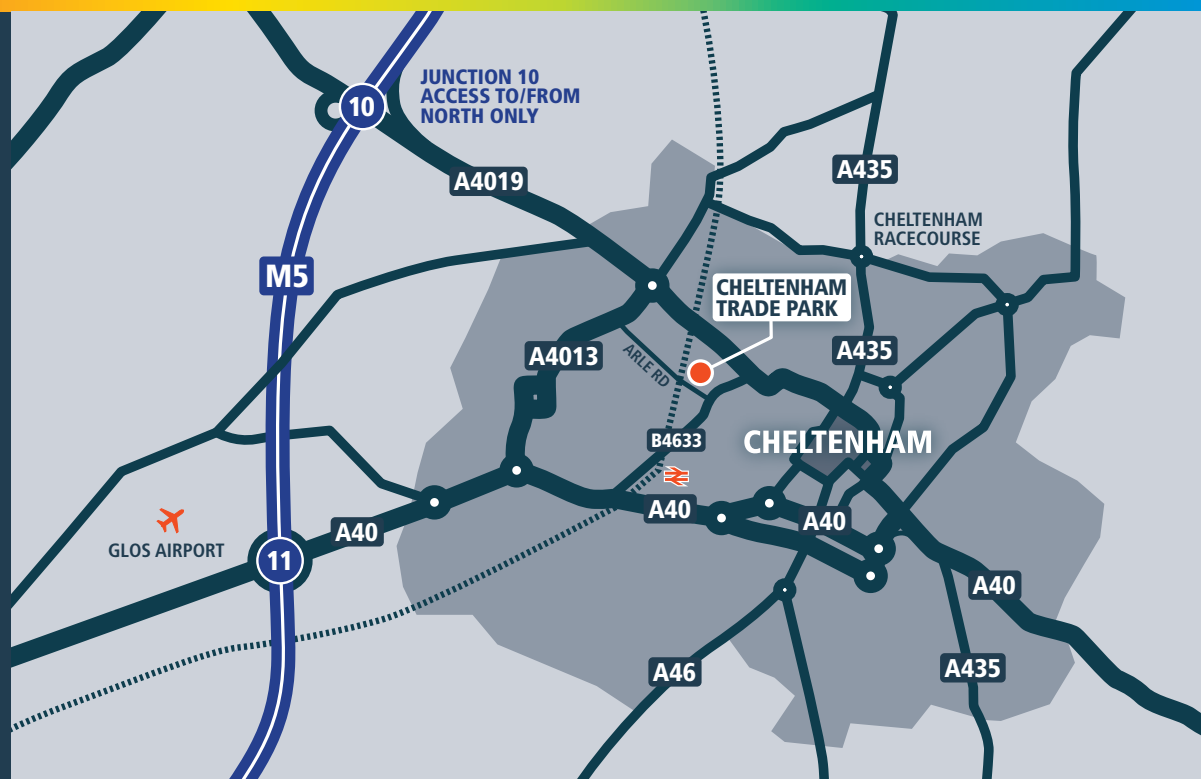 JUNCTION 10
ACCESS TO/FROM
NORTH ONLY
10
A4019
A435
CHELTENHAM
RACECOURSE
M5
CHELTENHAM
TRADE PARK
A4013
ARLE RD
A435
B4633
CHELTENHAM
A40
A40
A40
GLOS AIRPORT
11
A40
A46
A435